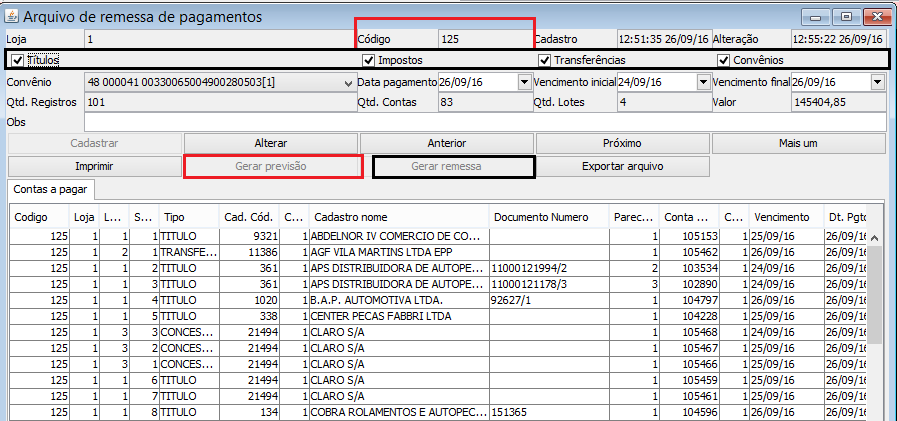 Arquivo de remessa de pagamentos
Loja 1 Código 125 Cadastro 12:51:35 26/09/16 Alteração 12:55:22 26/09/16
Títulos Impostos Transferências Convênios
Convênio 48 000041 00330065004900280503[1] Data pagamento 26/09/16 Vencimento inicial 24/09/16 Vencimento final 26/09/16
Qtd. Registros 101 Qtd. Contas 83 Qtd. Lotes 4 Valor 145404,85
Obs
Cadastrar Alterar Anterior Próximo Mais um
Imprimir Gerar previsão Gerar remessa Exportar arquivo
Contas a pagar
Codigo Loja L... S... Tipo Cad. Cód. C... Cadastro nome Documento Numero Parec... Conta ... C... Vencimento Dt. Pgto
125 1 1 1 TITULO 9321 1 ABDELNOR IV COMERCIO DE CO... 1 105153 1 25/09/16 26/09/16
125 1 2 1 TRANSFE... 11386 1 AGF VILA MARTINS LTDA EPP 1 105462 1 26/09/16 26/09/16
125 1 1 2 TITULO 361 1 APS DISTRIBUIDORA DE AUTOPE... 11000121994/2 2 103534 1 24/09/16 26/09/16
125 1 1 3 TITULO 361 1 APS DISTRIBUIDORA DE AUTOPE... 11000121178/3 3 102890 1 24/09/16 26/09/16
125 1 1 4 TITULO 1020 1 B.A.P. AUTOMOTIVA LTDA. 92627/1 1 104797 1 26/09/16 26/09/16
125 1 1 5 TITULO 338 1 CENTER PECAS FABBRI LTDA 1 104228 1 25/09/16 26/09/16
125 1 3 3 CONCES... 21494 1 CLARO S/A 1 105468 1 24/09/16 26/09/16
125 1 3 2 CONCES... 21494 1 CLARO S/A 1 105467 1 25/09/16 26/09/16
125 1 3 1 CONCES... 21494 1 CLARO S/A 1 105466 1 24/09/16 26/09/16
125 1 1 6 TITULO 21494 1 CLARO S/A 1 105459 1 25/09/16 26/09/16
125 1 1 7 TITULO 21494 1 CLARO S/A 1 105461 1 25/09/16 26/09/16
125 1 1 8 TITULO 134 1 COBRA ROLAMENTOS E AUTOPEC... 151365 1 104596 1 26/09/16 26/09/16